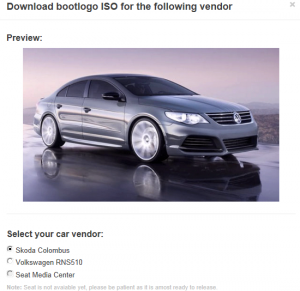 Download bootlogo ISO for the following vendor
Preview:
Select your car vendor:
Skoda Colombus
Volkswagen RNS510
Seat Media Center
Note: Seat is not avaiable yet, please be patient as it is amost ready to release.